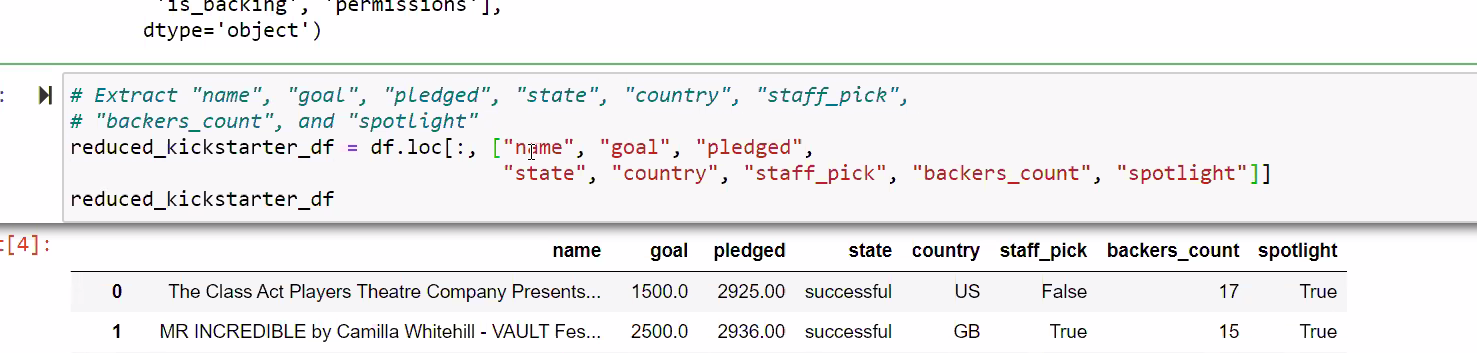 'is_backing', 'permissions'],
dtype='object')
:
# Extract "name", "goal", "pledged", "state", "country", "staff_pick",
# "backers_count", and "spotlight"
reduced_kickstarter_df = df.loc[:, ["name", "goal", "pledged",
"state", "country", "staff_pick", "backers_count", "spotlight"]]
reduced_kickstarter_df
t[4]:
name goal pledged state country staff_pick backers_count spotlight
0 The Class Act Players Theatre Company Presents... 1500.0 2925.00 successful US False 17 True
1 MR INCREDIBLE by Camilla Whitehill - VAULT Fes... 2500.0 2936.00 successful GB True 15 True